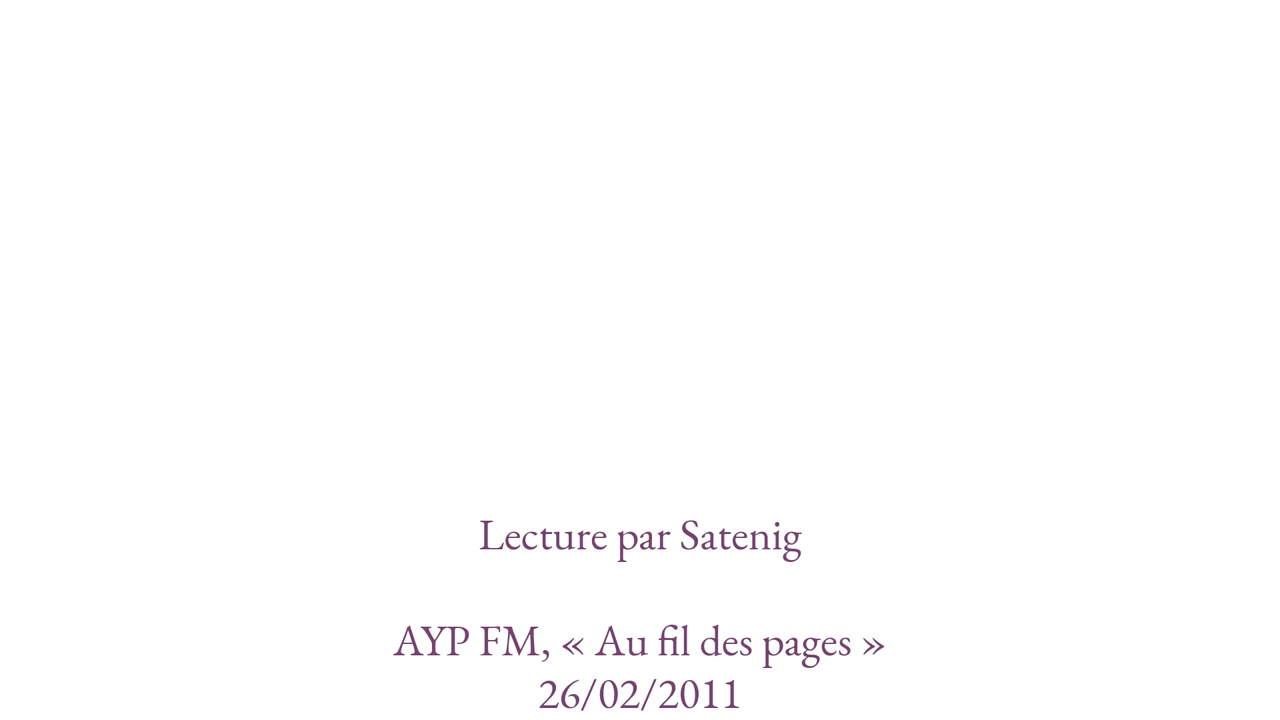 Lecture par Satenig
AYP FM, « Au fil des pages »
26/02/2011